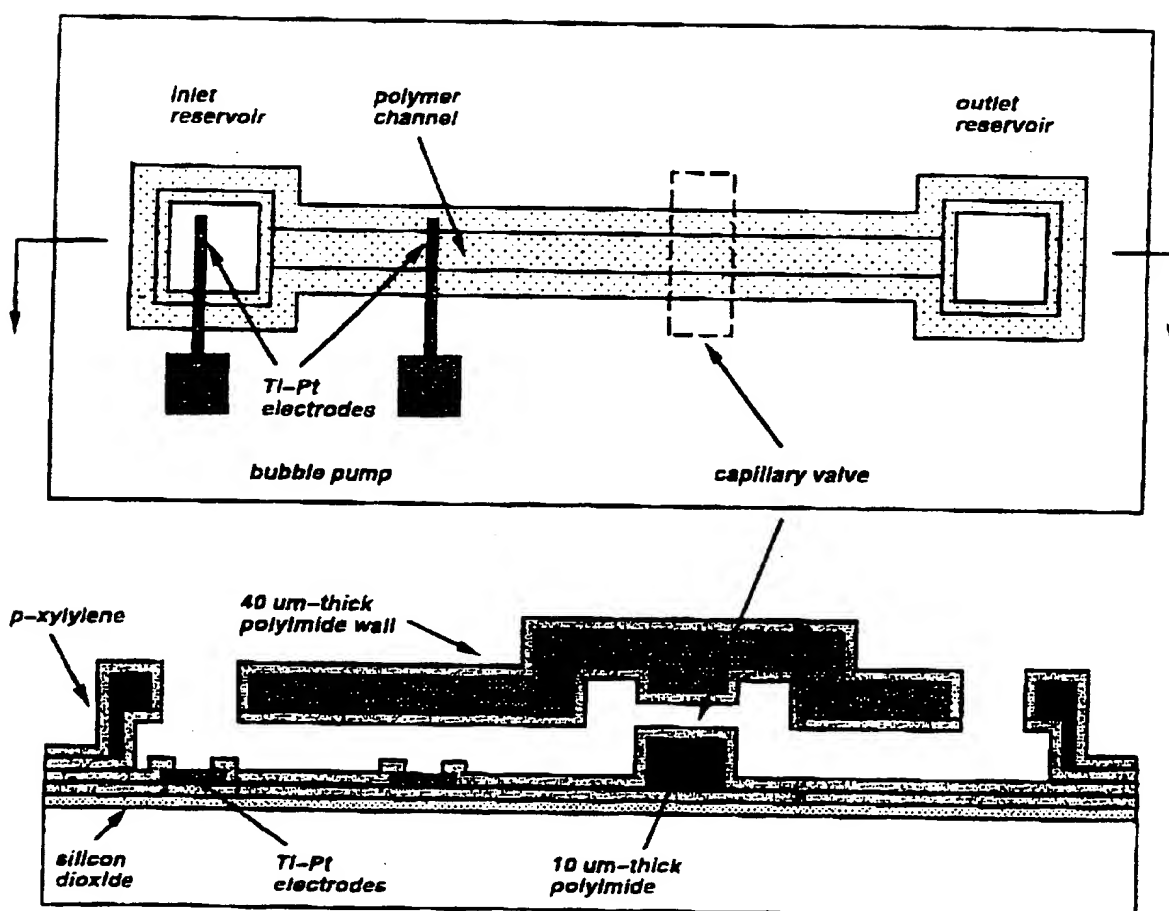 inlet
reservoir
polymer
channel
outlet
reservoir
Ti-Pt
electrodes
bubble pump
capillary valve
p-xylylene
40 um-thick
polyimide wall
silicon
dioxide
Ti-Pt
electrodes
10 um-thick
polyimide